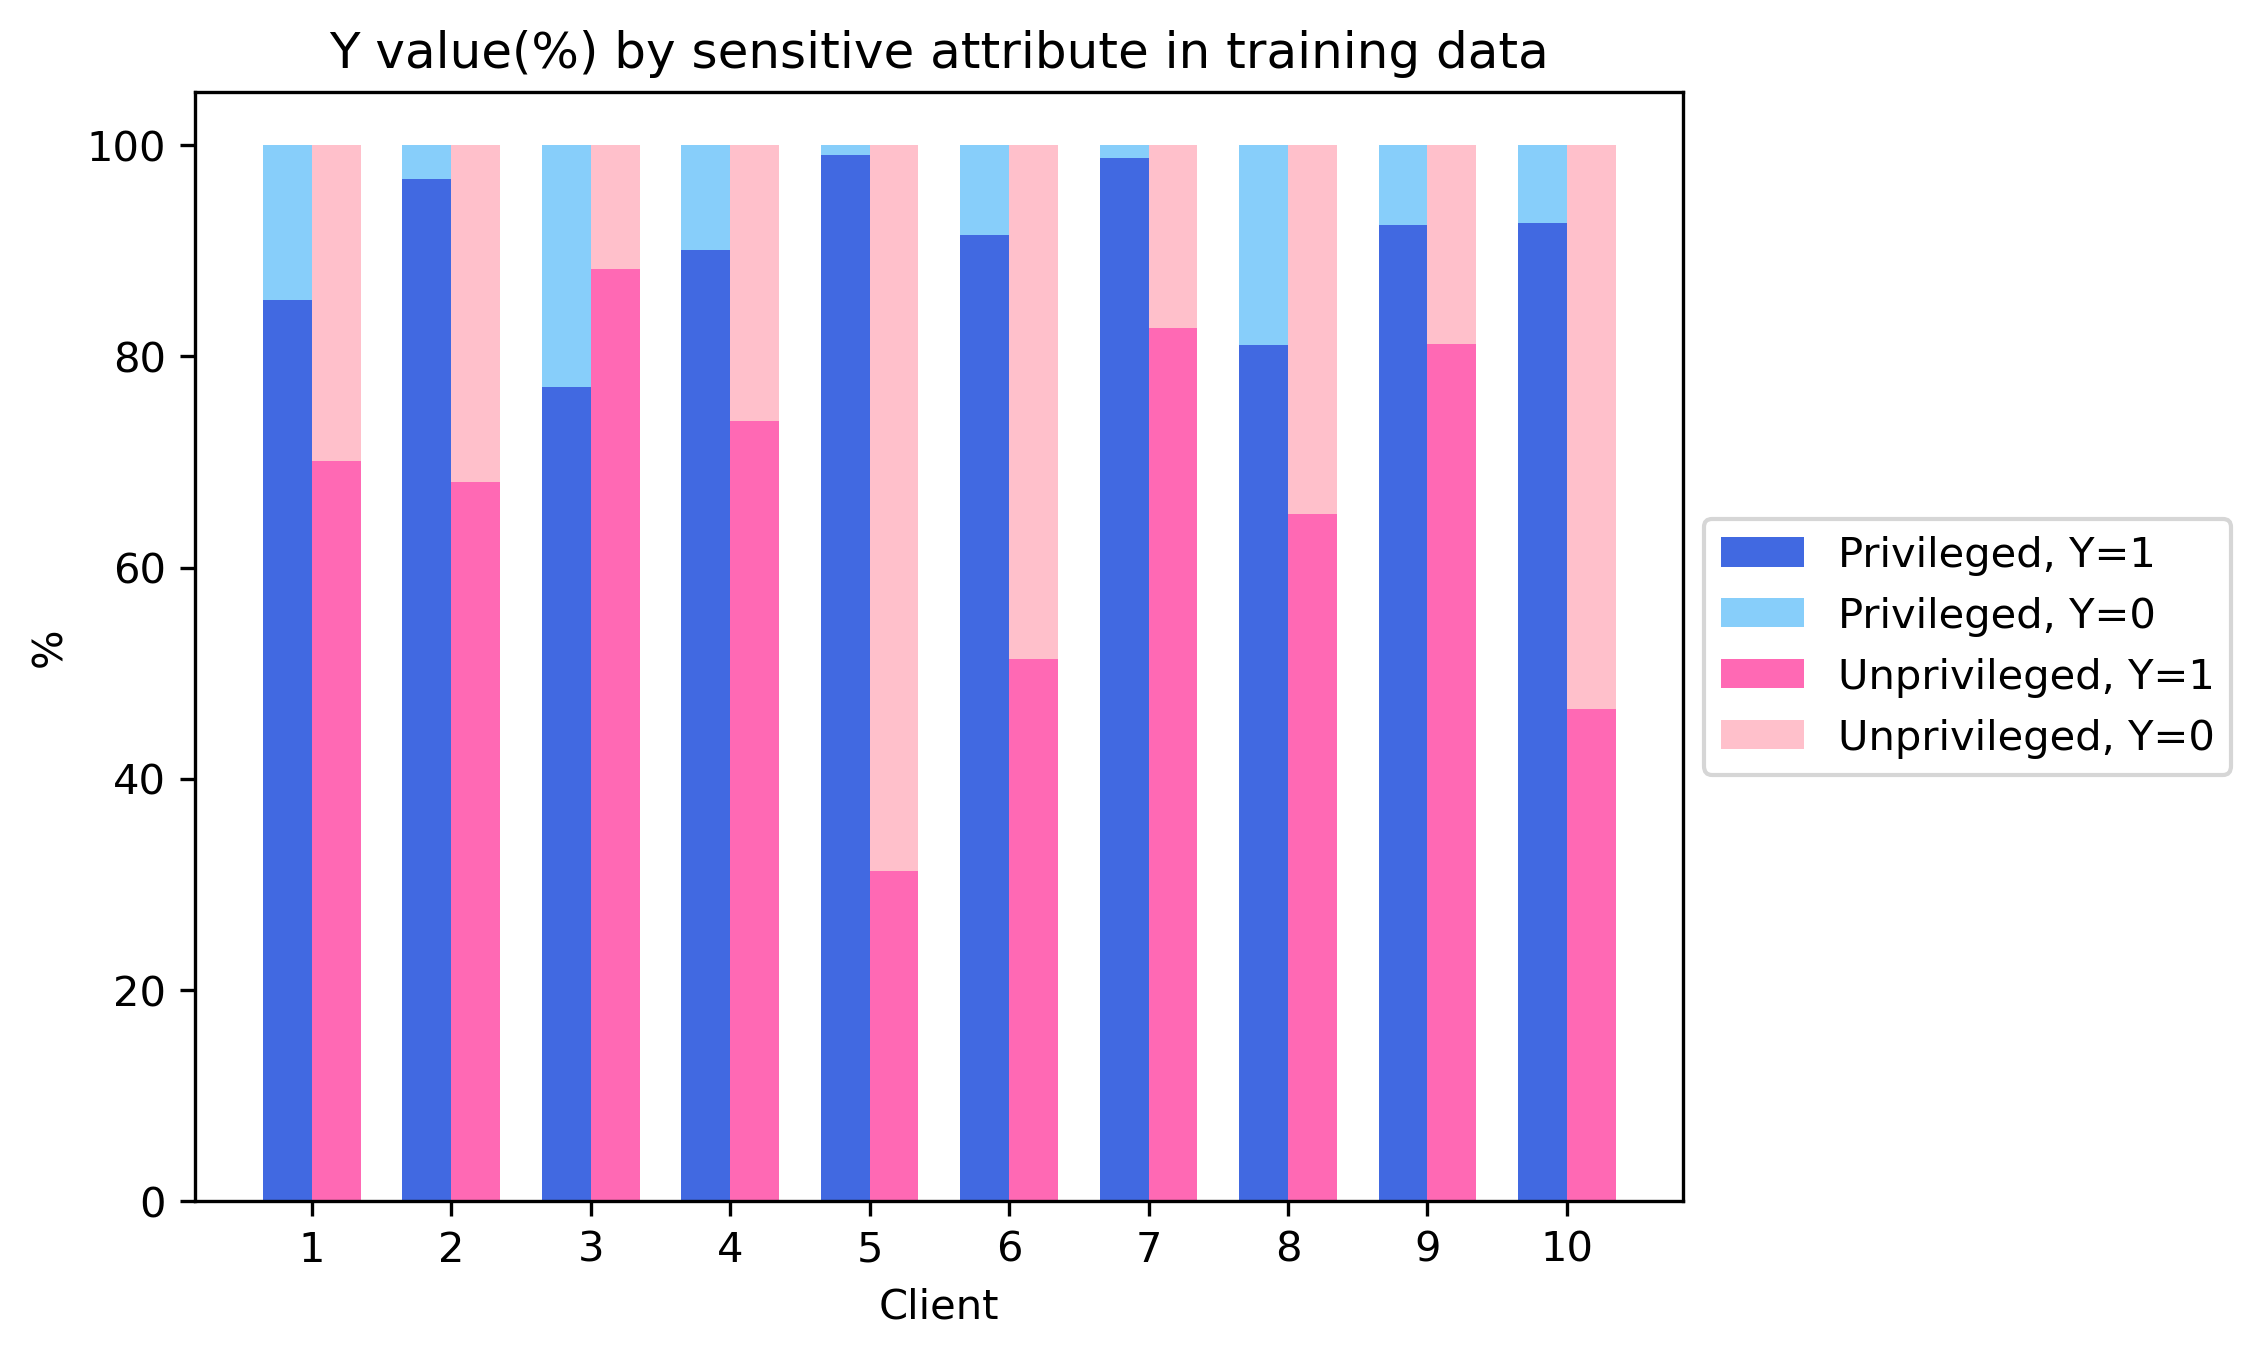 Y value(%) by sensitive attribute in training data
100
80
60
40
20
0
%
1 2 3 4 5 6 7 8 9 10
Client
Privileged, Y=1
Privileged, Y=0
Unprivileged, Y=1
Unprivileged, Y=0